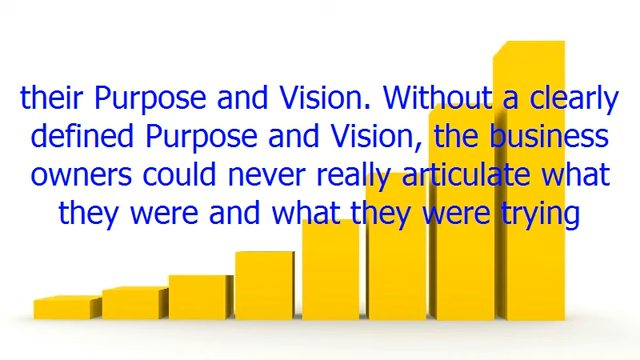 their Purpose and Vision. Without a clearly
defined Purpose and Vision, the business
owners could never really articulate what
they were and what they were trying